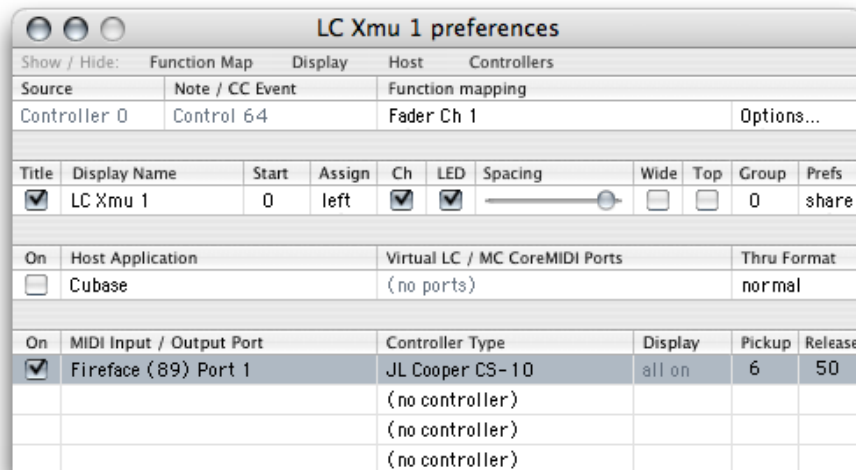 LC Xmu 1 preferences
Show / Hide: Function Map Display Host Controllers
Source Note / CC Event Function mapping
Controller 0 Control 64 Fader Ch 1 Options...
Title Display Name Start Assign Ch LED Spacing Wide Top Group Prefs
LC Xmu 1 0 left 0 share
On Host Application Virtual LC / MC CoreMIDI Ports Thru Format
Cubase (no ports) normal
On MIDI Input / Output Port Controller Type Display Pickup Release
Fireface (89) Port 1 JL Cooper CS-10 all on 6 50
(no controller)
(no controller)
(no controller)